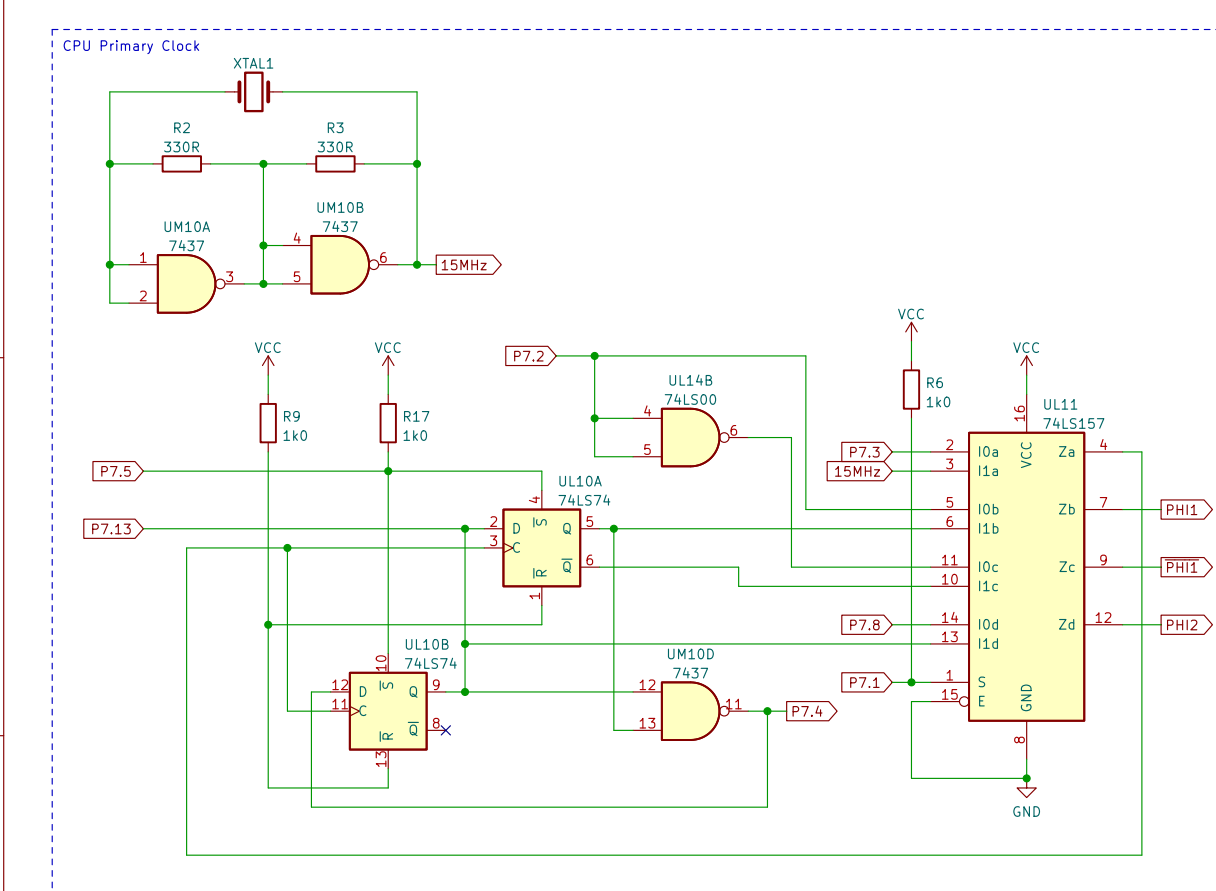 CPU Primary Clock
XTAL1
R2
330R
R3
330R
UM10A
7437
1
2
3
UM10B
7437
4
5
6
15MHz
VCC
R9
1k0
VCC
R17
1k0
P7.5
P7.13
P7.2
UL14B
74LS00
4
5
6
UL10A
74LS74
4
2
D
S
Q
5
3
C
R
Q
6
1
UL10B
74LS74
10
12
D
S
Q
9
11
C
R
Q
8
13
UM10D
7437
12
13
11
P7.4
VCC
R6
1k0
VCC
16
UL11
74LS157
P7.3
2
I0a
VCC
Za
4
15MHz
3
I1a
5
I0b
Zb
7
PHI1
6
I1b
11
I0c
Zc
9
PHI1
10
I1c
P7.8
14
I0d
Zd
12
PHI2
13
I1d
P7.1
1
S
15
E
GND
8
GND